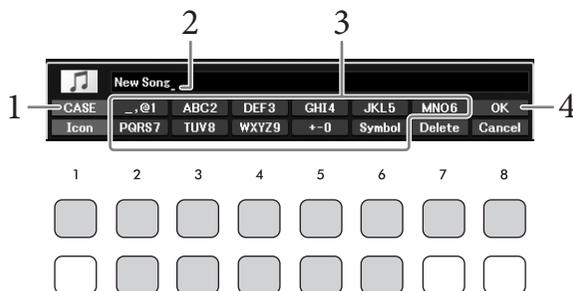 2 3
New Song_
1 CASE _,@1 ABC2 DEF3 GHI4 JKL5 MNO6 OK 4
Icon PQRS7 TUV8 WXYZ9 +-0 Symbol Delete Cancel
1 2 3 4 5 6 7 8